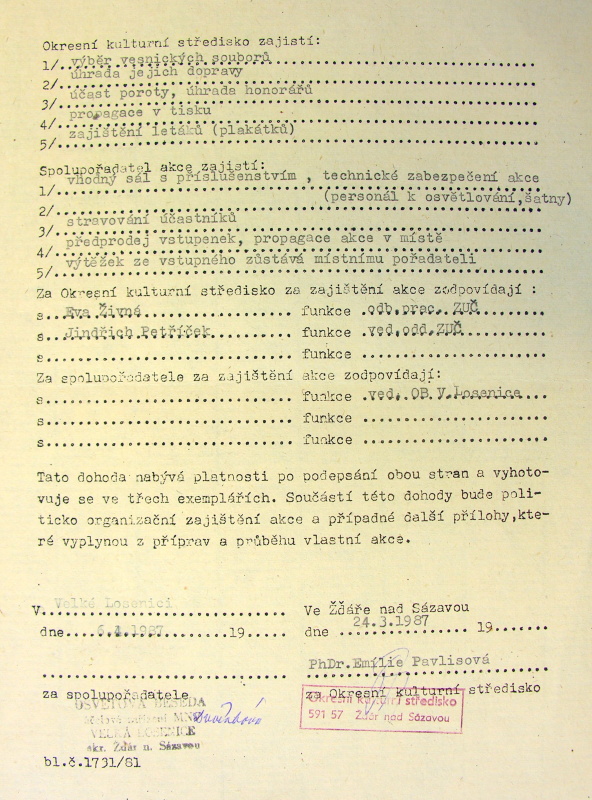 Okresní kulturní středisko zajistí:
1/ výběr vesnických souborů
2/ úhrada jejich dopravy
3/ účast poroty, úhrada honorářů
4/ propagace v tisku
5/ zajištění letáků (plakátků)
Spolupořadatel akce zajistí:
1/ vhodný sál s příslušenstvím , technické zabezpečení akce
(personál k osvětlování,šatny)
2/ stravování účastníků
3/ předprodej vstupenek, propagace akce v místě
4/ výtěžek ze vstupného zůstává místnímu pořadateli
5/
Za Okresní kulturní středisko za zajištění akce zodpovídají :
s. Eva Živná funkce odb.prac. ZUČ
s. Jindřich Petříček funkce ved.odd.ZUČ
s. funkce
Za spolupořadatele za zajištění akce zodpovídají:
s. funkce ved. OB V.Losenice
s. funkce
s. funkce
Tato dohoda nabývá platnosti po podepsání obou stran a vyhoto-
vuje se ve třech exemplářích. Součástí této dohody bude poli-
ticko organizační zajištění akce a případné další přílohy,kte-
ré vyplynou z příprav a průběhu vlastní akce.
V Velké Losenici Ve Žďáře nad Sázavou
dne 6.4.1987 19 dne 24.3.1987 19
PhDr.Emílie Pavlisová
za spolupořadatele za Okresní kulturní středisko
OSVĚTOVÁ BESEDA Okresní kulturní středisko
MNV 591 57 Žďár nad Sázavou
VELKÁ LOSENICE
okr. Žďár n. Sázavou
bl.č.1731/81